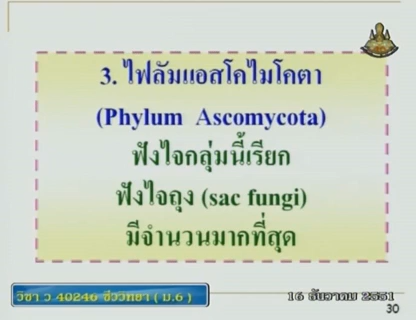 3. ไฟลัมแอสโคไมโคตา
(Phylum Ascomycota)
ฟังใจกลุ่มนี้เรียก
ฟังใจถุง (sac fungi)
มีจำนวนมากที่สุด
วิชา ว.40246 ชีววิทยา ( ม.6 )
16 ธันวาคม 2551
30